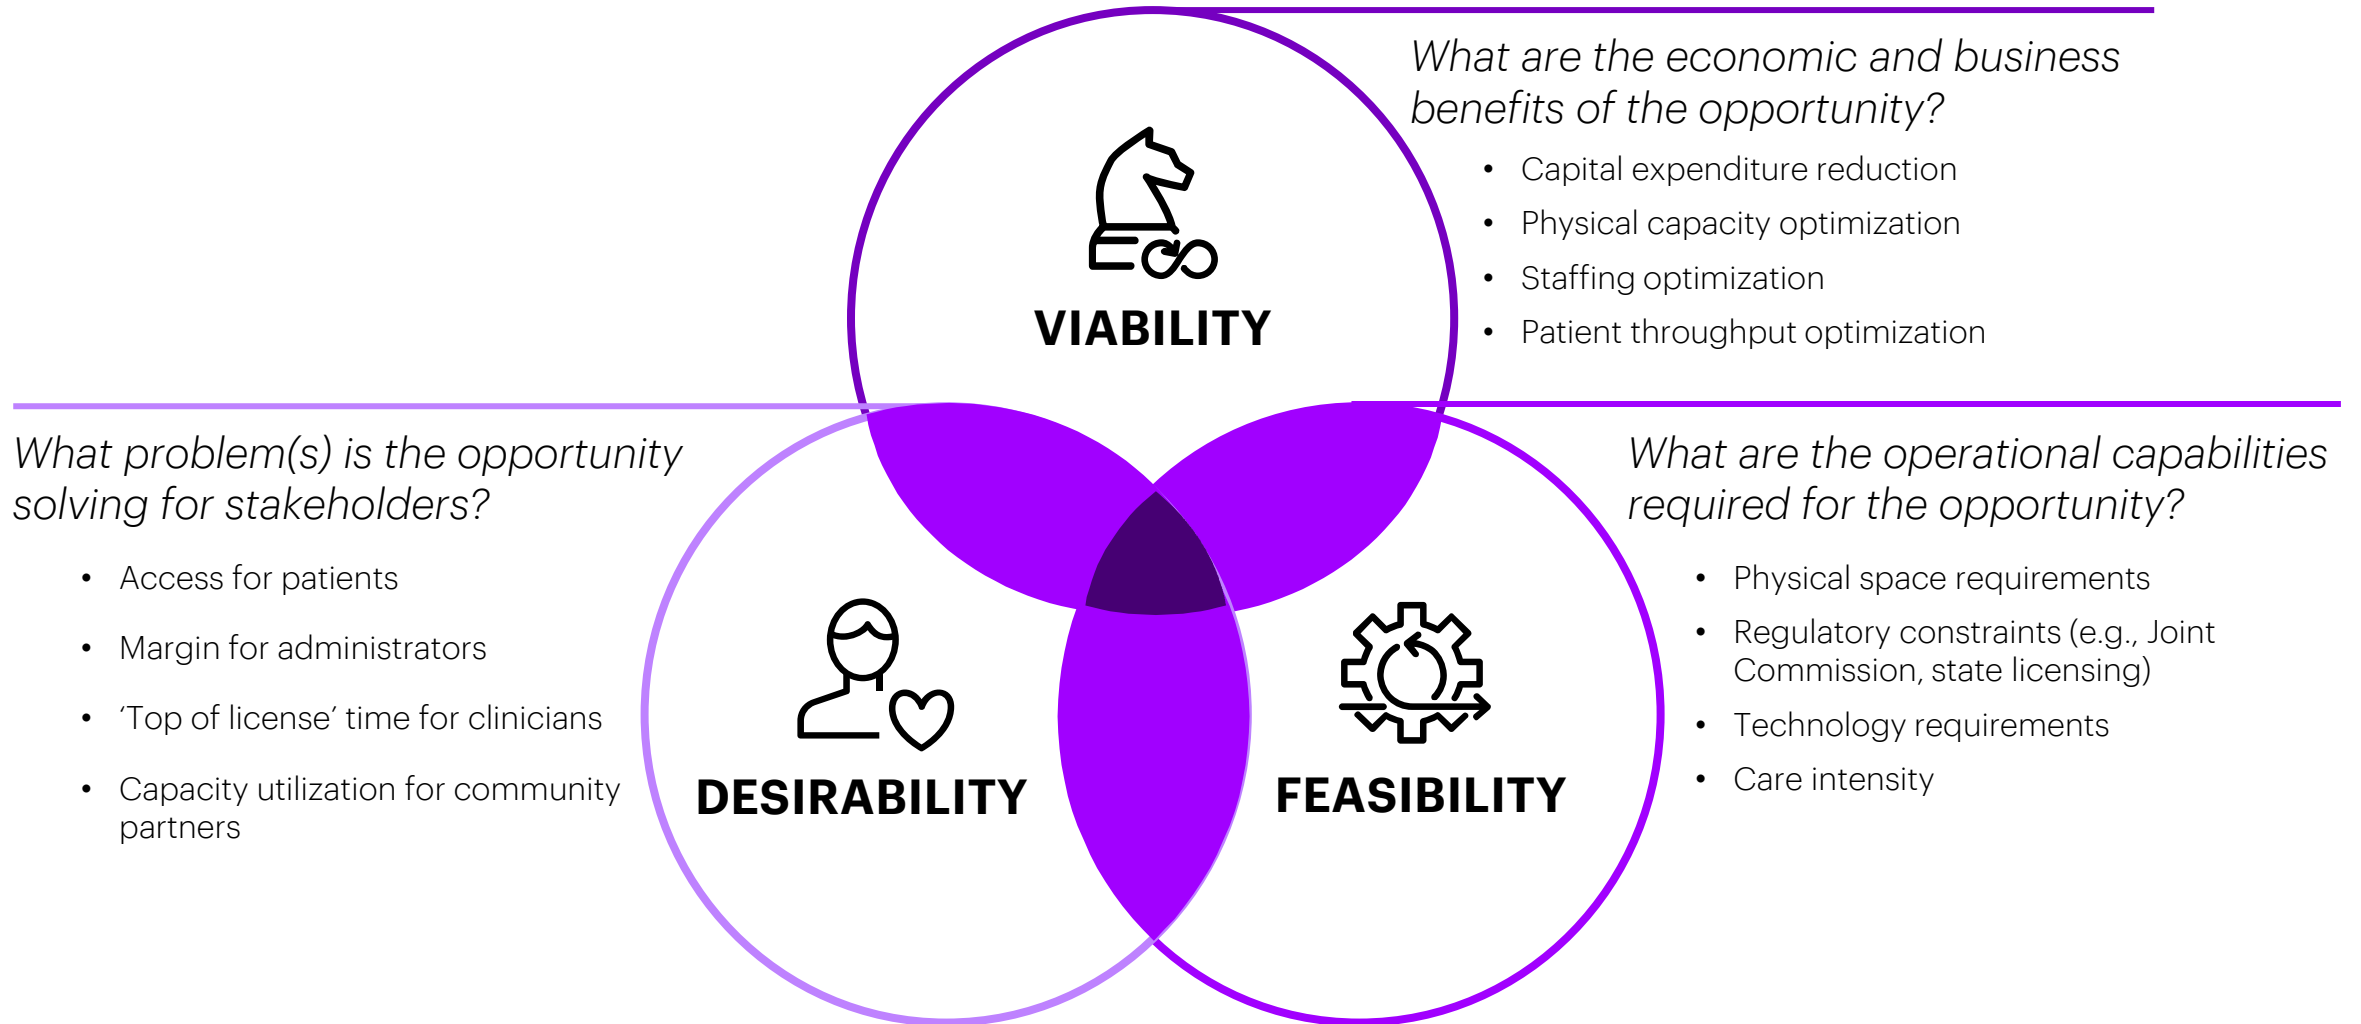 What are the economic and business
benefits of the opportunity?
• Capital expenditure reduction
• Physical capacity optimization
• Staffing optimization
• Patient throughput optimization
VIABILITY
What problem(s) is the opportunity
solving for stakeholders?
• Access for patients
• Margin for administrators
• ‘Top of license’ time for clinicians
• Capacity utilization for community
partners
DESIRABILITY
What are the operational capabilities
required for the opportunity?
• Physical space requirements
• Regulatory constraints (e.g., Joint
Commission, state licensing)
• Technology requirements
• Care intensity
FEASIBILITY